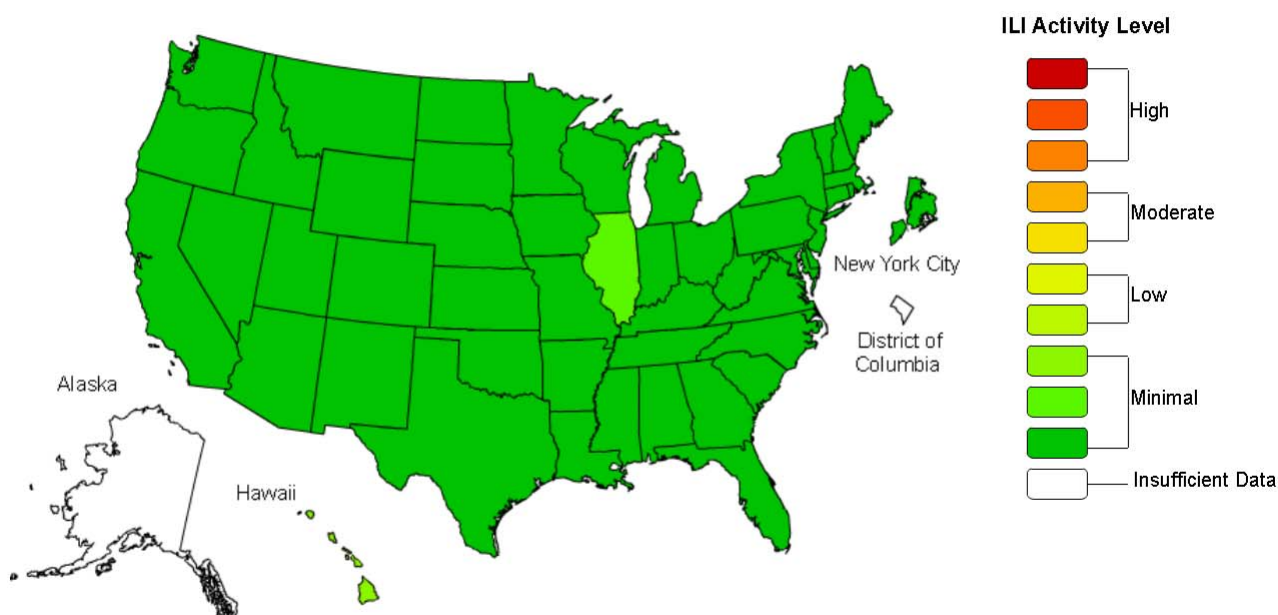 ILI Activity Level
High
Moderate
Low
Minimal
Insufficient Data
New York City
District of
Columbia
Alaska
Hawaii